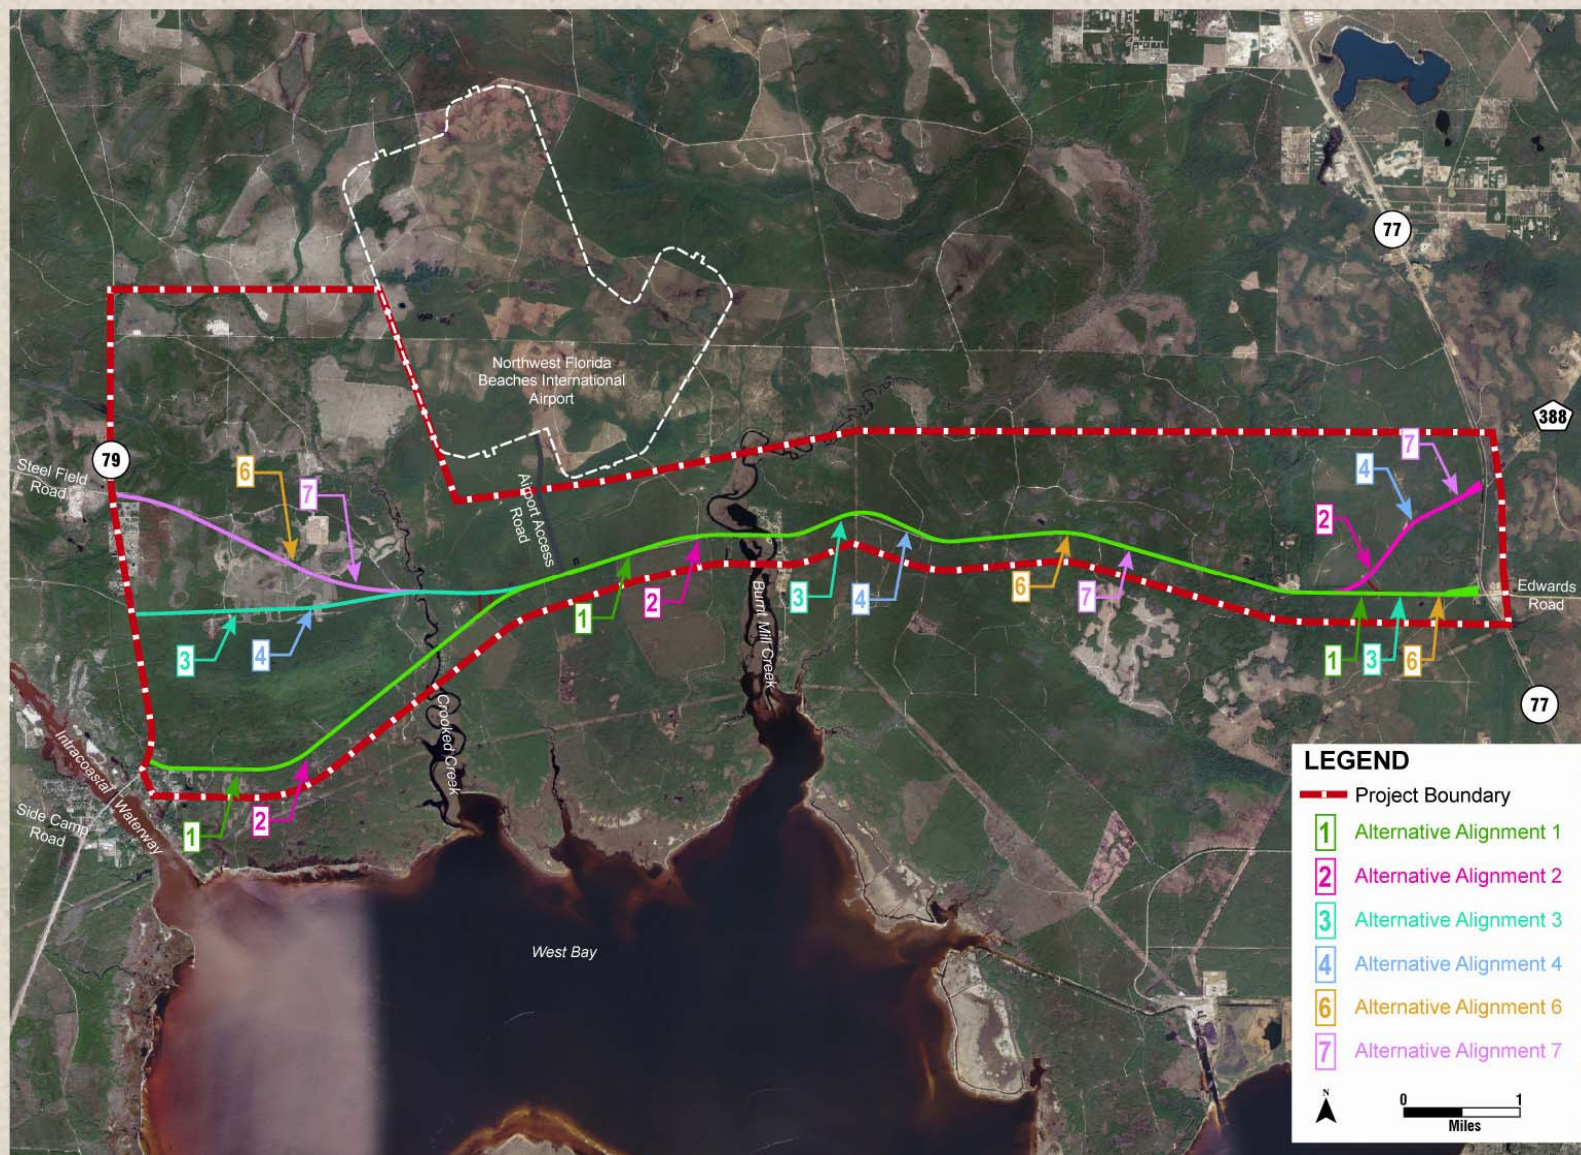 77
Northwest Florida
Beaches International
Airport
388
79
Steel Field
Road
6
7
Airport Access
Road
7
4
2
3
4
1
2
3
4
6
7
Edwards
Road
1
3
6
Burnt Mill Creek
Crooked Creek
77
Intracoastal Waterway
Side Camp
Road
1
2
West Bay
LEGEND
Project Boundary
1 Alternative Alignment 1
2 Alternative Alignment 2
3 Alternative Alignment 3
4 Alternative Alignment 4
6 Alternative Alignment 6
7 Alternative Alignment 7
N
0 1
Miles